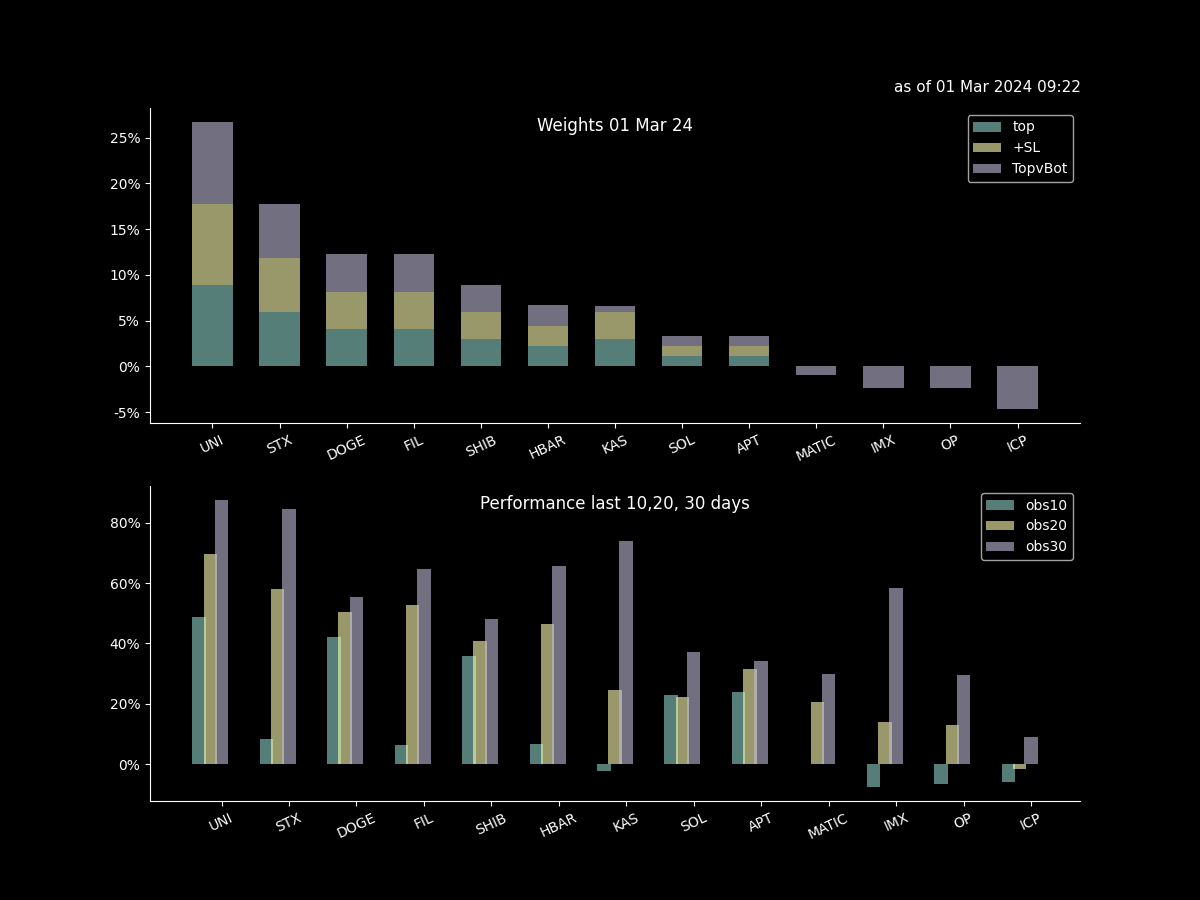 as of 01 Mar 2024 09:22
Weights 01 Mar 24
top
+SL
TopvBot
25%
20%
15%
10%
5%
0%
-5%
UNI STX DOGE FIL SHIB HBAR KAS SOL APT MATIC IMX OP ICP
Performance last 10,20, 30 days
obs10
obs20
obs30
80%
60%
40%
20%
0%
UNI STX DOGE FIL SHIB HBAR KAS SOL APT MATIC IMX OP ICP